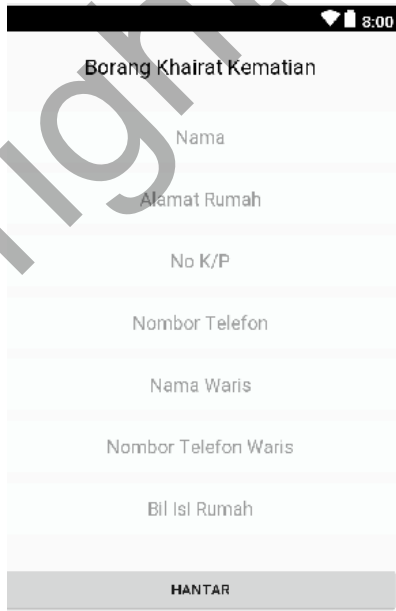 8:00
Borang Khairat Kematian
Nama
Alamat Rumah
No K/P
Nombor Telefon
Nama Waris
Nombor Telefon Waris
Bil Isi Rumah
HANTAR